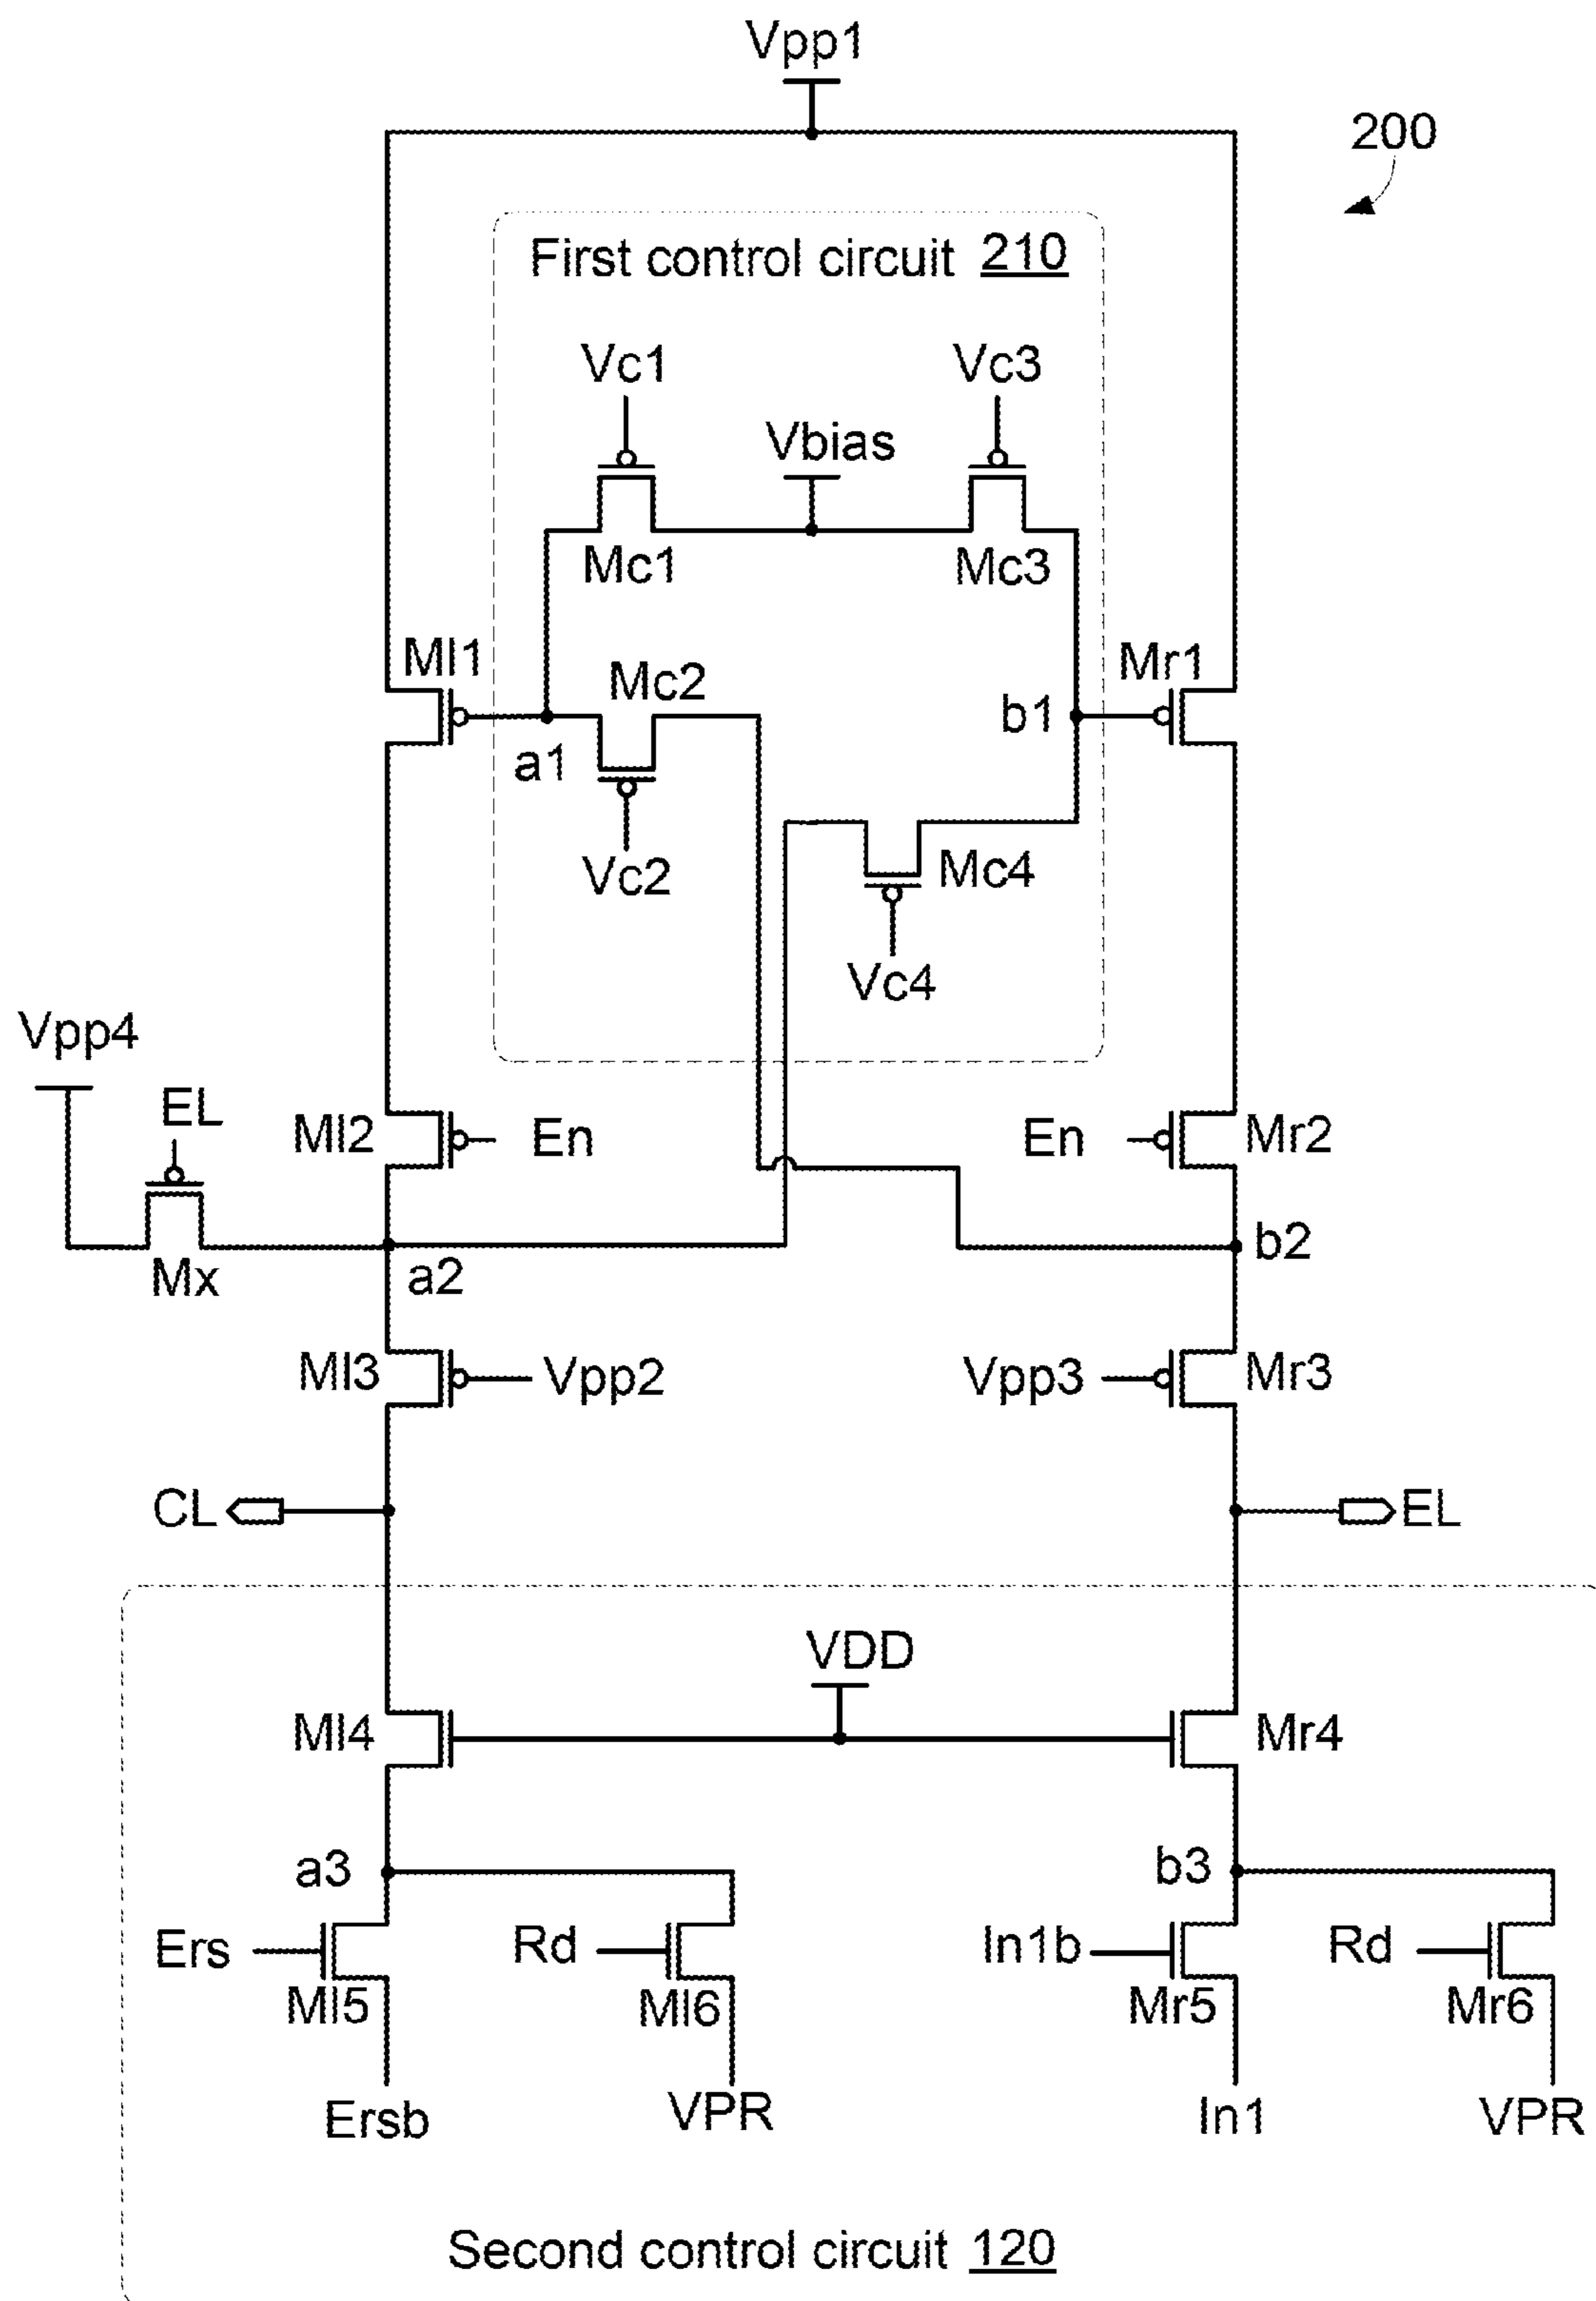 Vpp1
200
First control circuit 210
Vc1
Vc3
Vbias
Mc1
Mc3
Ml1
Mc2
Mr1
b1
a1
Vc2
Mc4
Vc4
Vpp4
EL
Ml2
En
En
Mr2
b2
Mx
a2
Ml3
Vpp2
Vpp3
Mr3
CL
EL
VDD
Ml4
Mr4
a3
b3
Ers
Rd
In1b
Rd
Ml5
Ml6
Mr5
Mr6
Ersb
VPR
In1
VPR
Second control circuit 120